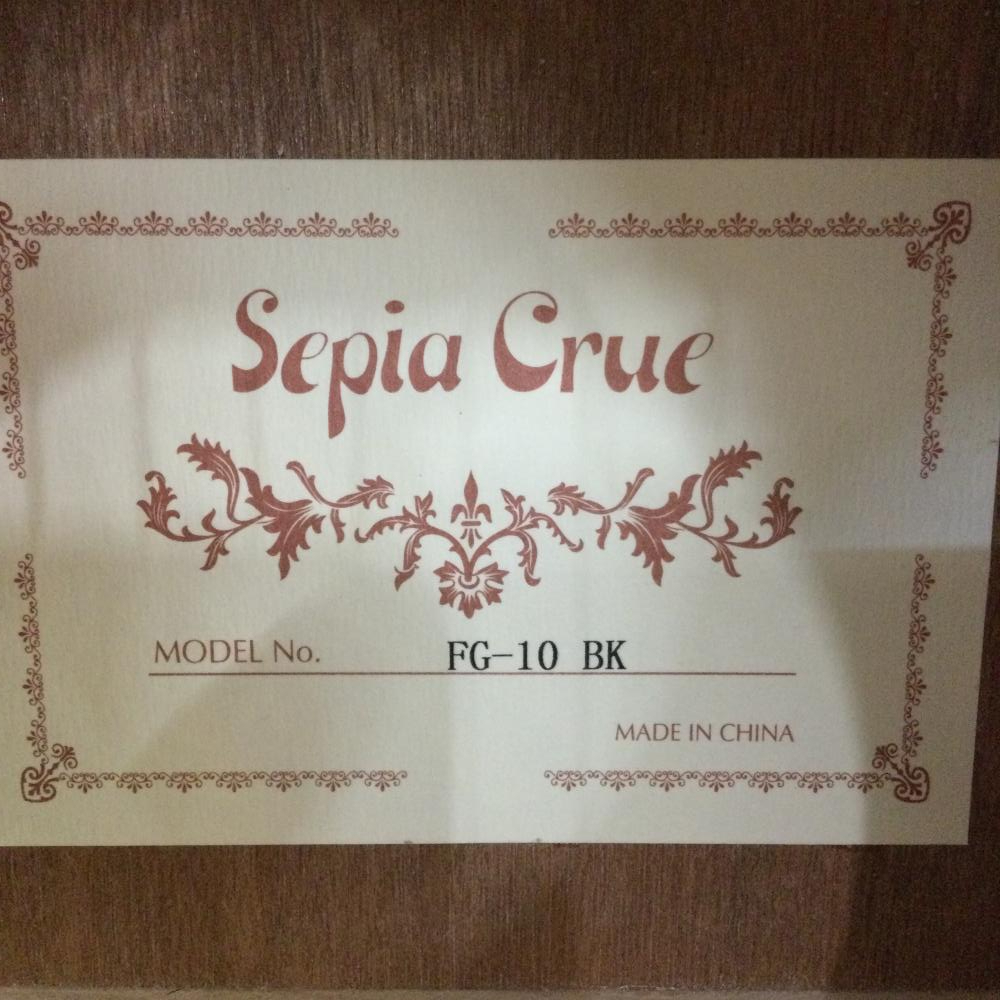 Sepia Crue
MODEL No. FG-10 BK
MADE IN CHINA